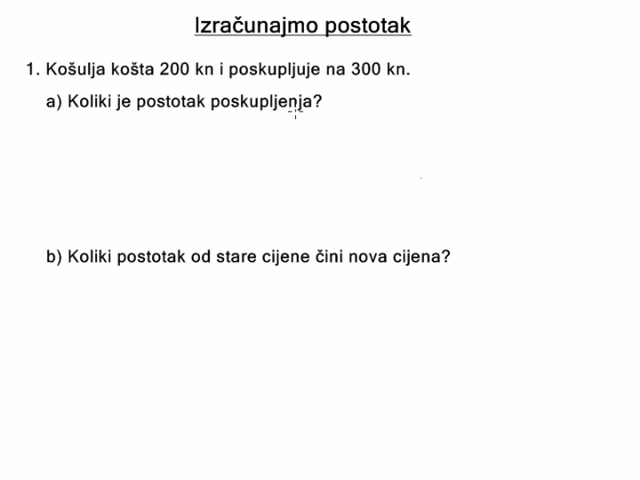 Izračunajmo postotak
1. Košulja košta 200 kn i poskupljuje na 300 kn.
a) Koliki je postotak poskupljenja?
b) Koliki postotak od stare cijene čini nova cijena?